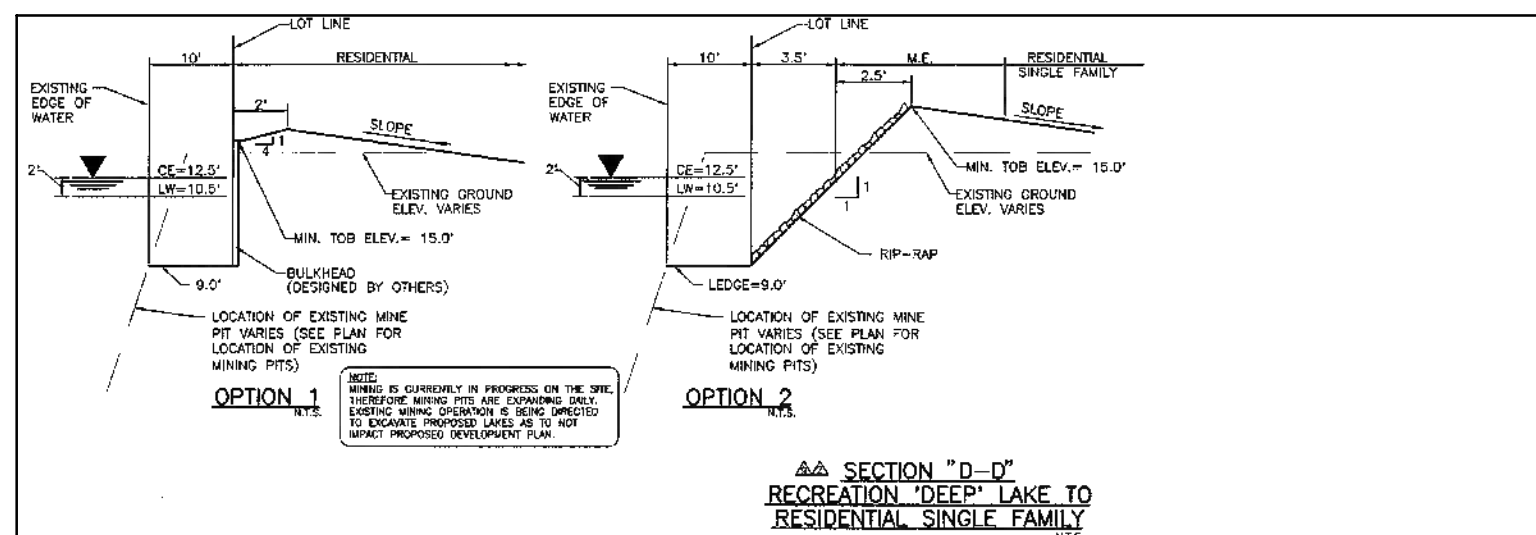 LOT LINE
10'
RESIDENTIAL
EXISTING
EDGE OF
WATER
2'
SLOPE
1
4
2'
CE=12.5'
LW=10.5'
EXISTING GROUND
ELEV. VARIES
MIN. TOB ELEV.= 15.0'
BULKHEAD
(DESIGNED BY OTHERS)
9.0'
LOCATION OF EXISTING MINE
PIT VARIES (SEE PLAN FOR
LOCATION OF EXISTING
MINING PITS)
OPTION 1
N.T.S.
NOTE:
MINING IS CURRENTLY IN PROGRESS ON THE SITE,
THEREFORE MINING PITS ARE EXPANDING DAILY.
EXISTING MINING OPERATION IS BEING DIRECTED
TO EXCAVATE PROPOSED LAKES AS TO NOT
IMPACT PROPOSED DEVELOPMENT PLAN.
LOT LINE
10'
3.5'
M.E.
RESIDENTIAL
SINGLE FAMILY
2.5'
EXISTING
EDGE OF
WATER
SLOPE
2'
CE=12.5'
LW=10.5'
MIN. TOB ELEV.= 15.0'
1
1
EXISTING GROUND
ELEV. VARIES
RIP-RAP
LEDGE=9.0'
LOCATION OF EXISTING MINE
PIT VARIES (SEE PLAN FOR
LOCATION OF EXISTING
MINING PITS)
OPTION 2
N.T.S.
SECTION "D-D"
RECREATION 'DEEP' LAKE TO
RESIDENTIAL SINGLE FAMILY